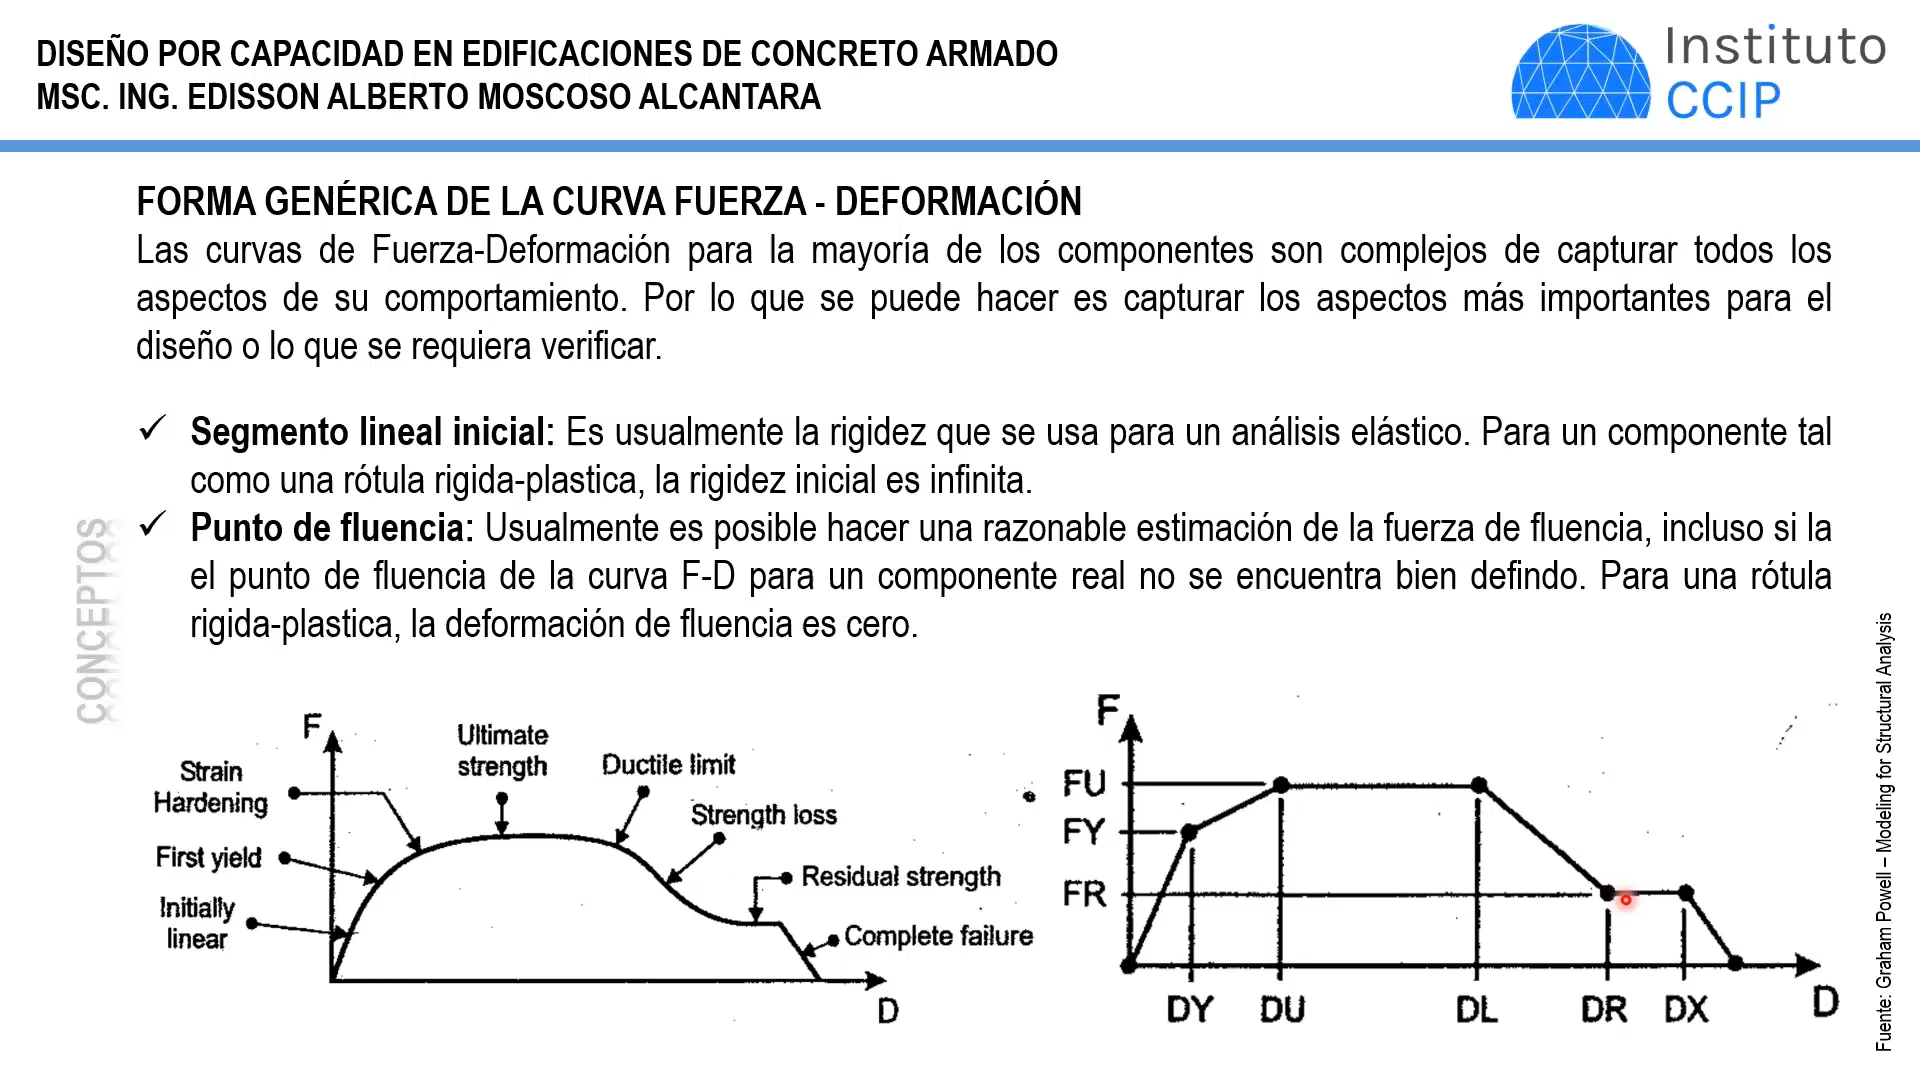 DISEÑO POR CAPACIDAD EN EDIFICACIONES DE CONCRETO ARMADO
MSC. ING. EDISSON ALBERTO MOSCOSO ALCANTARA
Instituto
CCIP
FORMA GENÉRICA DE LA CURVA FUERZA - DEFORMACIÓN
Las curvas de Fuerza-Deformación para la mayoría de los componentes son complejos de capturar todos los
aspectos de su comportamiento. Por lo que se puede hacer es capturar los aspectos más importantes para el
diseño o lo que se requiera verificar.
✓ Segmento lineal inicial: Es usualmente la rigidez que se usa para un análisis elástico. Para un componente tal
como una rótula rigida-plastica, la rigidez inicial es infinita.
✓ Punto de fluencia: Usualmente es posible hacer una razonable estimación de la fuerza de fluencia, incluso si la
el punto de fluencia de la curva F-D para un componente real no se encuentra bien defindo. Para una rótula
rigida-plastica, la deformación de fluencia es cero.
CONCEPTOS
F
Ultimate
strength
Ductile limit
Strain
Hardening
Strength loss
First yield
Residual strength
Initially
linear
Complete failure
D
F
FU
FY
FR
DY DU DL DR DX D
Fuente: Graham Powell – Modeling for Structural Analysis